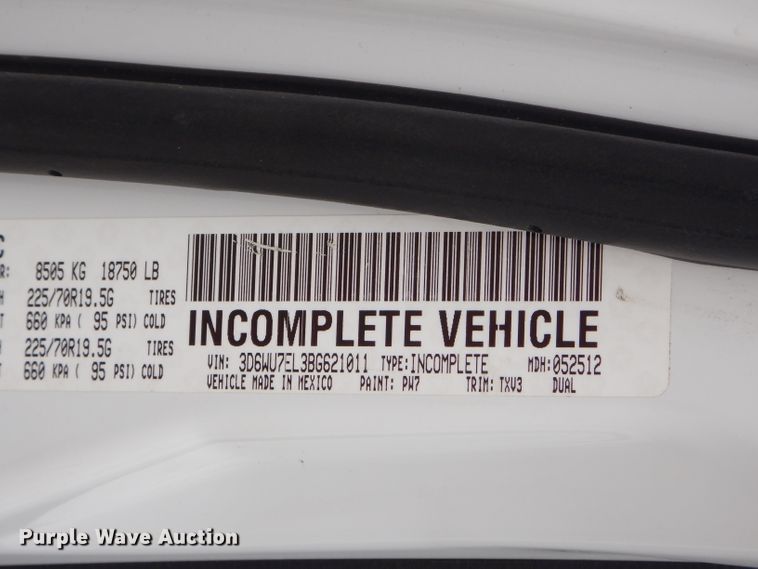 8505 KG 18750 LB
225/70R19.5G TIRES
660 KPA ( 95 PSI) COLD
225/70R19.5G TIRES
660 KPA ( 95 PSI) COLD
INCOMPLETE VEHICLE
VIN: 3D6WU7EL3BG621011 TYPE: INCOMPLETE MDH: 052512
VEHICLE MADE IN MEXICO PAINT: PW7 TRIM: TXV3 DUAL
Purple Wave Auction